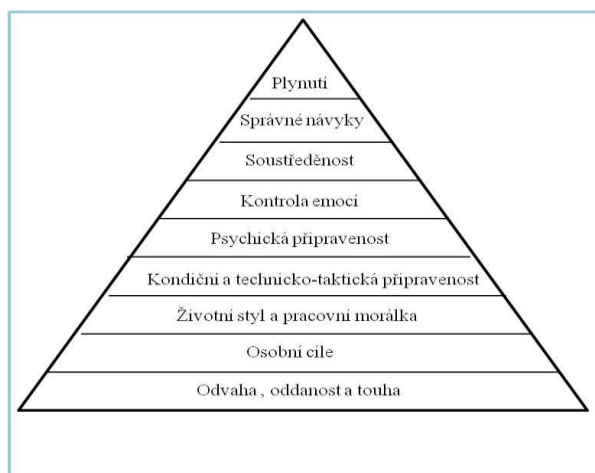 Plynutí
Správné návyky
Soustředěnost
Kontrola emocí
Psychická připravenost
Kondiční a technicko-taktická připravenost
Životní styl a pracovní morálka
Osobní cíle
Odvaha , oddanost a touha